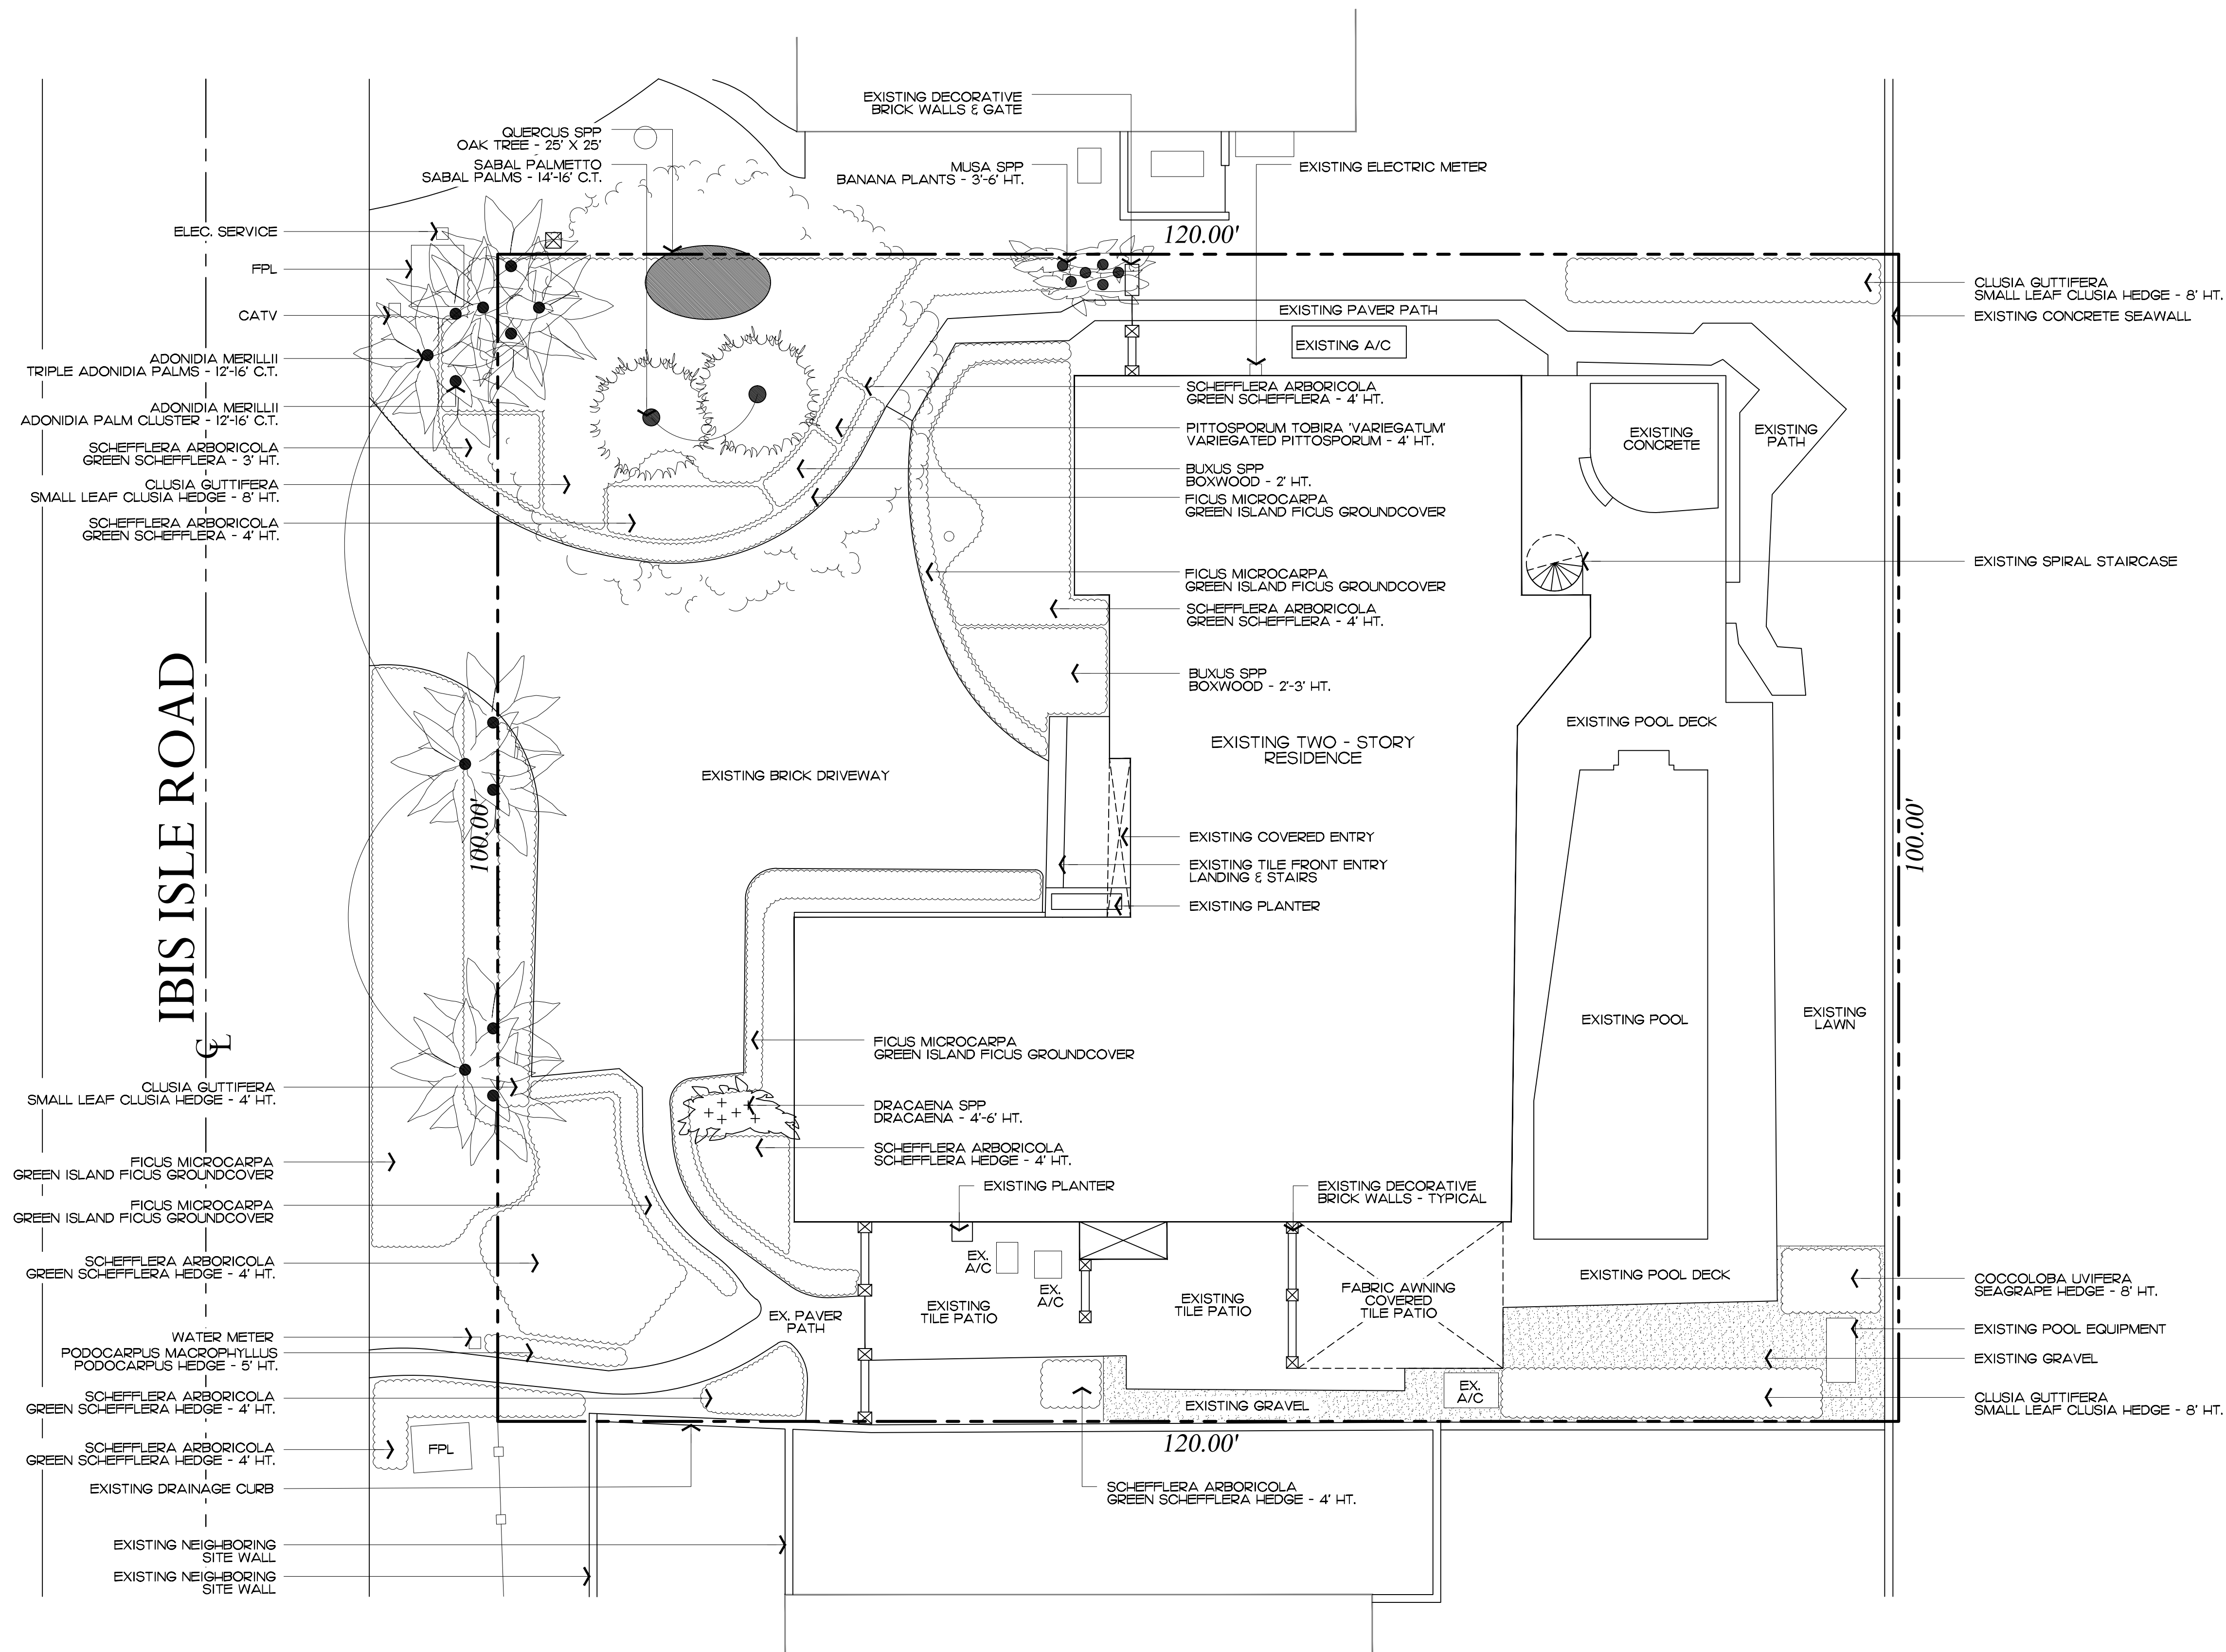 EXISTING DECORATIVE
BRICK WALLS & GATE
QUERCUS SPP
OAK TREE - 25' X 25'
SABAL PALMETTO
SABAL PALMS - 14'-16' C.T.
MUSA SPP
BANANA PLANTS - 3'-6' HT.
EXISTING ELECTRIC METER
120.00'
ELEC. SERVICE
FPL
CATV
ADONIDIA MERILLII
TRIPLE ADONIDIA PALMS - 12'-16' C.T.
ADONIDIA MERILLII
ADONIDIA PALM CLUSTER - 12'-16' C.T.
SCHEFFLERA ARBORICOLA
GREEN SCHEFFLERA - 3' HT.
CLUSIA GUTTIFERA
SMALL LEAF CLUSIA HEDGE - 8' HT.
SCHEFFLERA ARBORICOLA
GREEN SCHEFFLERA - 4' HT.
CLUSIA GUTTIFERA
SMALL LEAF CLUSIA HEDGE - 8' HT.
EXISTING CONCRETE SEAWALL
EXISTING PAVER PATH
EXISTING A/C
SCHEFFLERA ARBORICOLA
GREEN SCHEFFLERA - 4' HT.
PITTOSPORUM TOBIRA 'VARIEGATUM'
VARIEGATED PITTOSPORUM - 4' HT.
BUXUS SPP
BOXWOOD - 2' HT.
FICUS MICROCARPA
GREEN ISLAND FICUS GROUNDCOVER
EXISTING
CONCRETE
EXISTING
PATH
EXISTING SPIRAL STAIRCASE
FICUS MICROCARPA
GREEN ISLAND FICUS GROUNDCOVER
SCHEFFLERA ARBORICOLA
GREEN SCHEFFLERA - 4' HT.
BUXUS SPP
BOXWOOD - 2'-3' HT.
IBIS ISLE ROAD
CL
100.00'
EXISTING BRICK DRIVEWAY
EXISTING TWO - STORY
RESIDENCE
EXISTING POOL DECK
100.00'
EXISTING COVERED ENTRY
EXISTING TILE FRONT ENTRY
LANDING & STAIRS
EXISTING PLANTER
EXISTING POOL
EXISTING
LAWN
FICUS MICROCARPA
GREEN ISLAND FICUS GROUNDCOVER
DRACAENA SPP
DRACAENA - 4'-6' HT.
SCHEFFLERA ARBORICOLA
SCHEFFLERA HEDGE - 4' HT.
EXISTING PLANTER
EXISTING DECORATIVE
BRICK WALLS - TYPICAL
CLUSIA GUTTIFERA
SMALL LEAF CLUSIA HEDGE - 4' HT.
FICUS MICROCARPA
GREEN ISLAND FICUS GROUNDCOVER
FICUS MICROCARPA
GREEN ISLAND FICUS GROUNDCOVER
SCHEFFLERA ARBORICOLA
GREEN SCHEFFLERA HEDGE - 4' HT.
WATER METER
PODOCARPUS MACROPHYLLUS
PODOCARPUS HEDGE - 5' HT.
SCHEFFLERA ARBORICOLA
GREEN SCHEFFLERA HEDGE - 4' HT.
SCHEFFLERA ARBORICOLA
GREEN SCHEFFLERA HEDGE - 4' HT.
EXISTING DRAINAGE CURB
EXISTING NEIGHBORING
SITE WALL
EXISTING NEIGHBORING
SITE WALL
FPL
EX. PAVER
PATH
EX.
A/C
EX.
A/C
EXISTING
TILE PATIO
EXISTING
TILE PATIO
FABRIC AWNING
COVERED
TILE PATIO
EXISTING POOL DECK
EX.
A/C
EXISTING GRAVEL
120.00'
SCHEFFLERA ARBORICOLA
GREEN SCHEFFLERA HEDGE - 4' HT.
COCCOLOBA UVIFERA
SEAGRAPE HEDGE - 8' HT.
EXISTING POOL EQUIPMENT
EXISTING GRAVEL
CLUSIA GUTTIFERA
SMALL LEAF CLUSIA HEDGE - 8' HT.